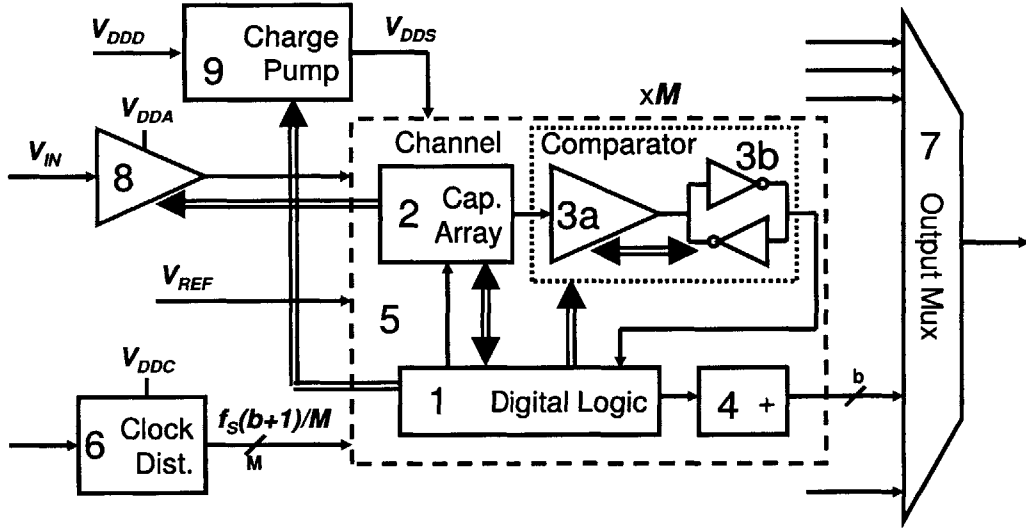 V_DDD
9
Charge
Pump
V_DDS
V_DDA
xM
V_IN
8
Channel
Comparator
2
Cap.
Array
3a
3b
7
Output Mux
V_REF
5
V_DDC
1
Digital Logic
4 +
b
6
Clock
Dist.
f_S(b+1)/M
M